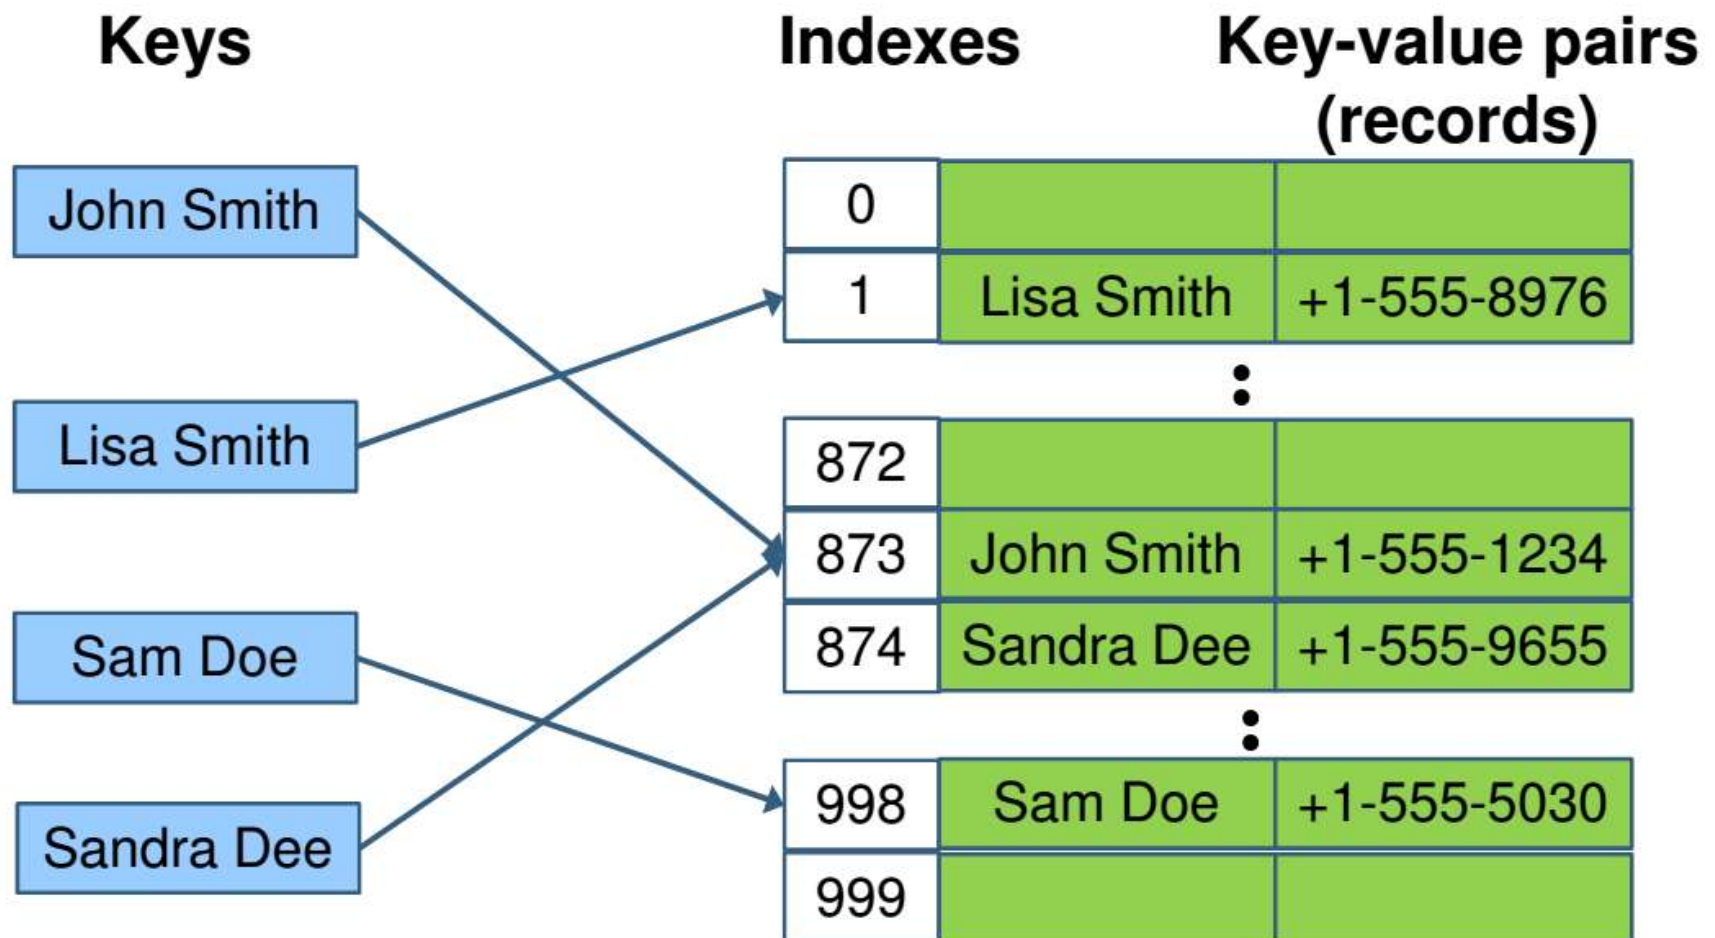 Keys
Indexes
Key-value pairs
(records)
John Smith
Lisa Smith
Sam Doe
Sandra Dee
0
1 Lisa Smith +1-555-8976
872
873 John Smith +1-555-1234
874 Sandra Dee +1-555-9655
998 Sam Doe +1-555-5030
999